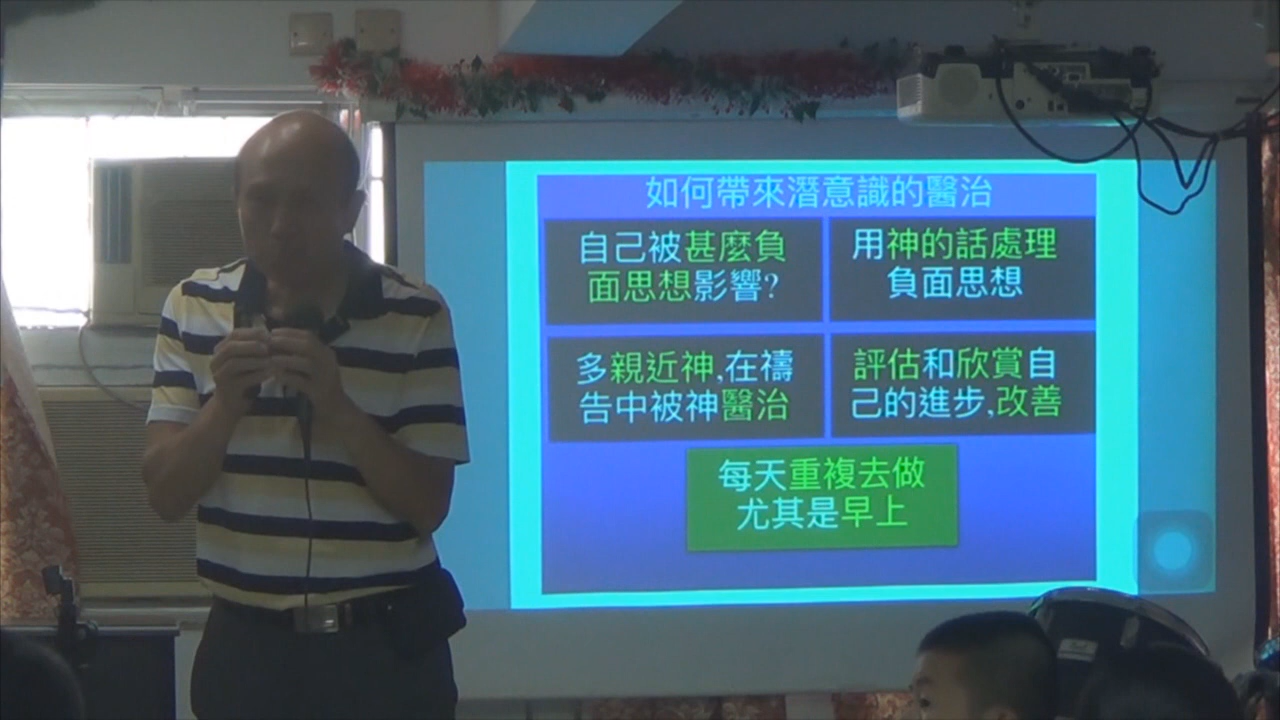 如何帶來潛意識的醫治
自己被甚麼負
面思想影響?
用神的話處理
負面思想
多親近神,在禱
告中被神醫治
評估和欣賞自
己的進步,改善
每天重複去做
尤其是早上